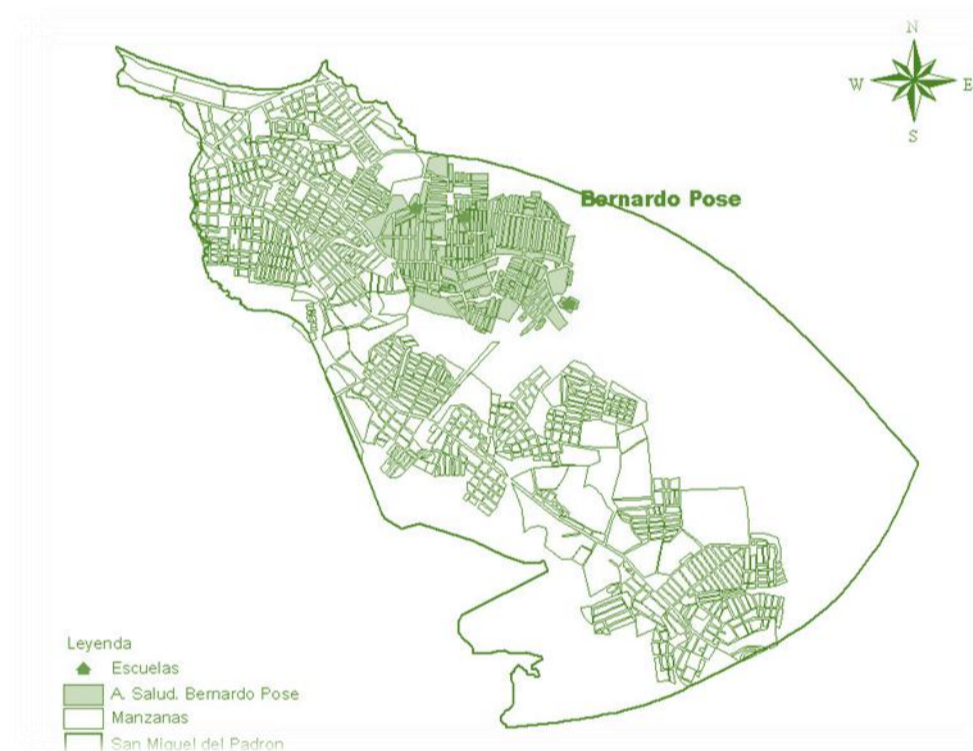 N
W E
S
Bernardo Pose
Leyenda
Escuelas
A. Salud. Bernardo Pose
Manzanas
San Miguel del Padron